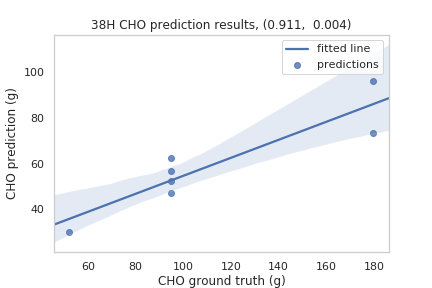 38H CHO prediction results, (0.911,  0.004)
fitted line
predictions
CHO prediction (g)
100
80
60
40
60 80 100 120 140 160 180
CHO ground truth (g)